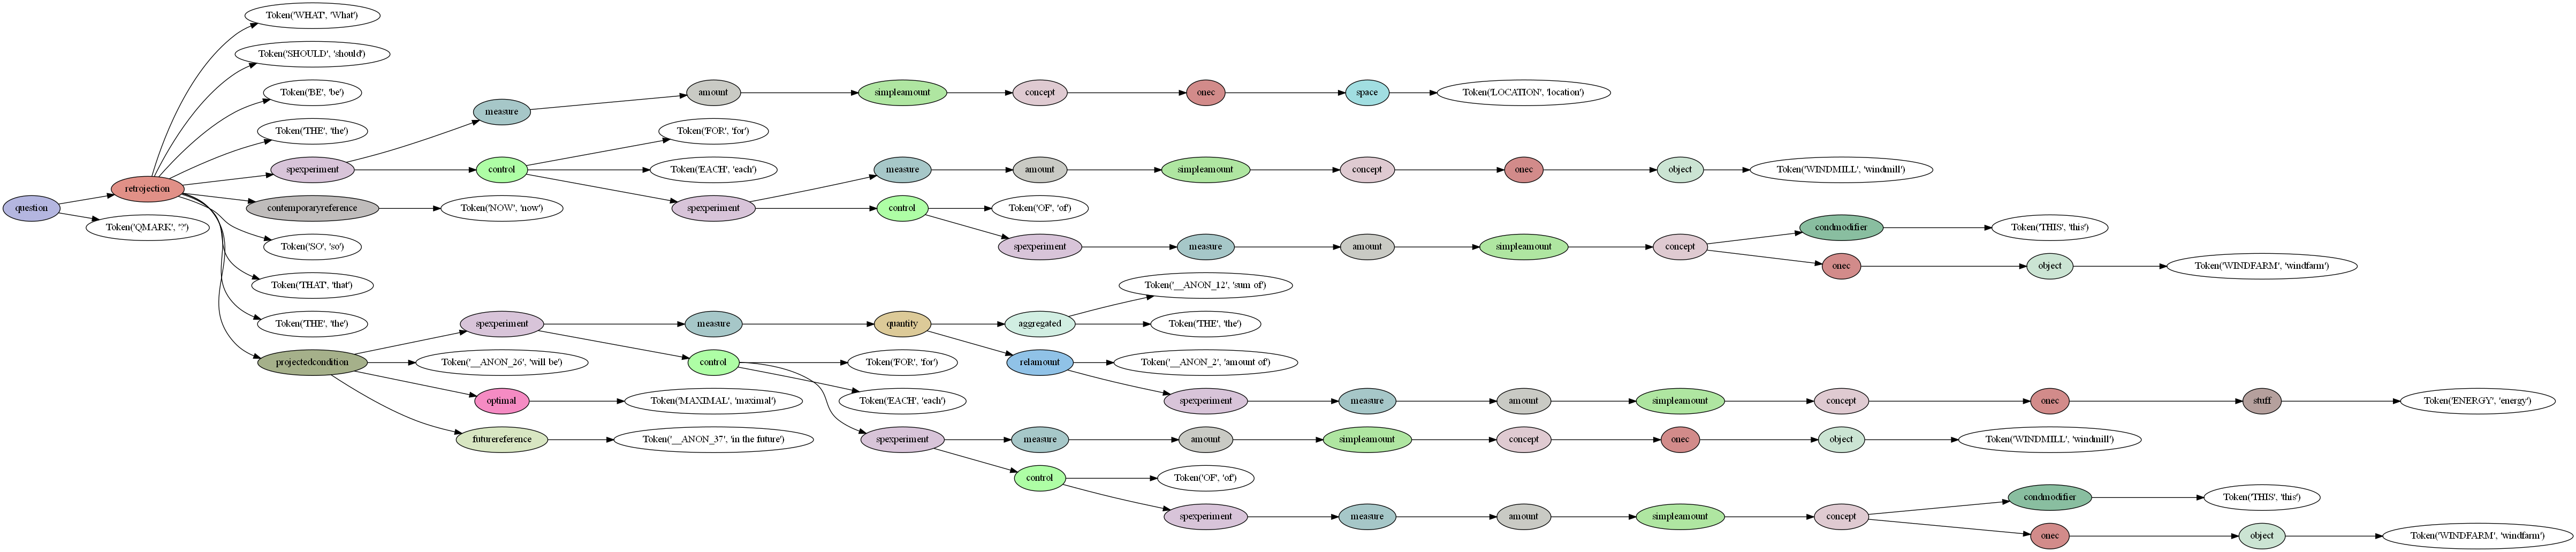 Token('WHAT', 'What')
Token('SHOULD', 'should')
Token('BE', 'be')
amount simpleamount concept onec space Token('LOCATION', 'location')
measure
Token('THE', 'the') Token('FOR', 'for')
spexperiment control Token('EACH', 'each') measure amount simpleamount concept onec object Token('WINDMILL', 'windmill')
retrojection
question contemporaryreference Token('NOW', 'now') spexperiment control Token('OF', 'of')
Token('QMARK', '?') condmodifier Token('THIS', 'this')
Token('SO', 'so') spexperiment measure amount simpleamount concept
onec object Token('WINDFARM', 'windfarm')
Token('THAT', 'that') Token('__ANON_12', 'sum of')
Token('THE', 'the') spexperiment measure quantity aggregated Token('THE', 'the')
projectedcondition Token('__ANON_26', 'will be') control Token('FOR', 'for') relamount Token('__ANON_2', 'amount of')
optimal Token('MAXIMAL', 'maximal') Token('EACH', 'each') spexperiment measure amount simpleamount concept onec stuff Token('ENERGY', 'energy')
futurereference Token('__ANON_37', 'in the future') spexperiment measure amount simpleamount concept onec object Token('WINDMILL', 'windmill')
control Token('OF', 'of')
condmodifier Token('THIS', 'this')
spexperiment measure amount simpleamount concept
onec object Token('WINDFARM', 'windfarm')